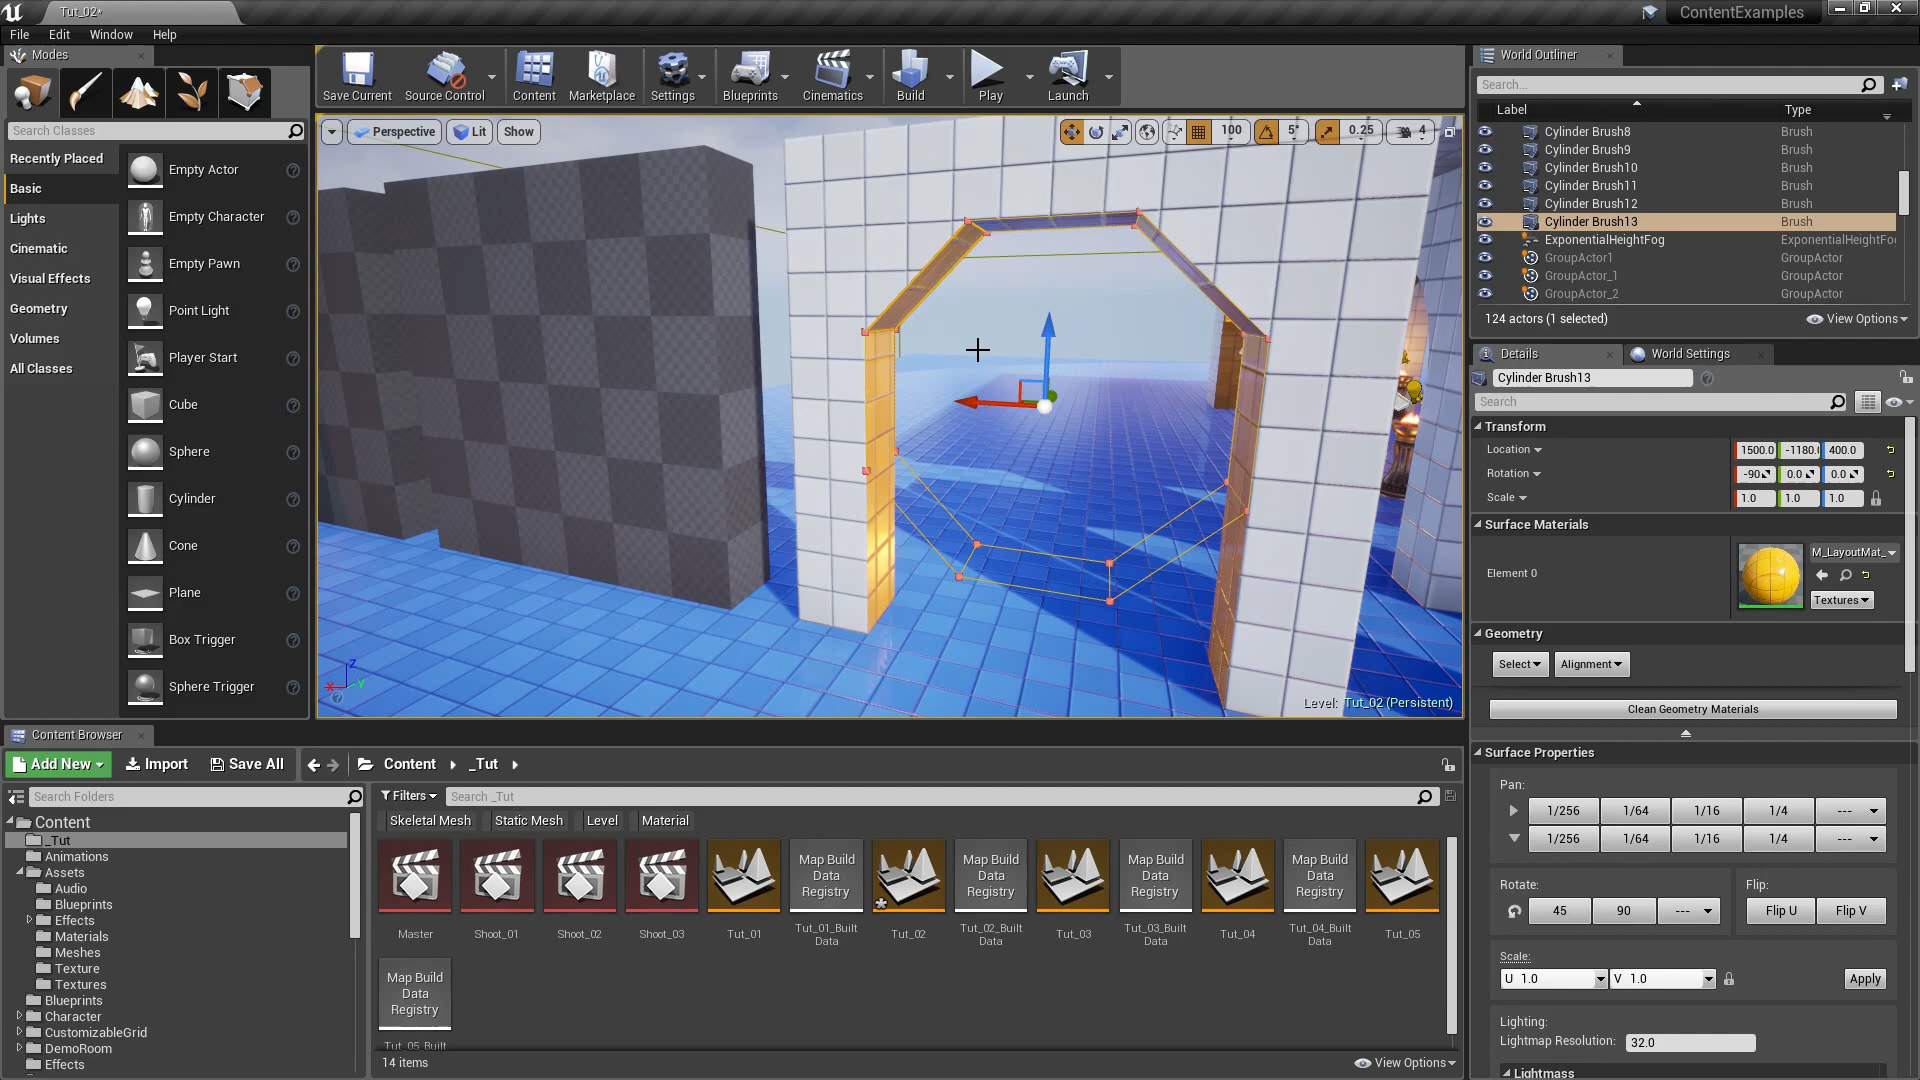 Tut_02*
ContentExamples
File Edit Window Help
Modes
Save Current
Source Control
Content
Marketplace
Settings
Blueprints
Cinematics
Build
Play
Launch
Search Classes
Recently Placed
Basic
Lights
Cinematic
Visual Effects
Geometry
Volumes
All Classes
Empty Actor
Empty Character
Empty Pawn
Point Light
Player Start
Cube
Sphere
Cylinder
Cone
Plane
Box Trigger
Sphere Trigger
Perspective
Lit
Show
100
5°
0.25
4
Z
X
Y
Level: Tut_02 (Persistent)
World Outliner
Search...
Label
Type
Cylinder Brush8 Brush
Cylinder Brush9 Brush
Cylinder Brush10 Brush
Cylinder Brush11 Brush
Cylinder Brush12 Brush
Cylinder Brush13 Brush
ExponentialHeightFog ExponentialHeightFo
GroupActor1 GroupActor
GroupActor_1 GroupActor
GroupActor_2 GroupActor
124 actors (1 selected)
View Options
Details
World Settings
Cylinder Brush13
Search
Transform
Location 1500.0 -1180. 400.0
Rotation -90 0.0 0.0
Scale 1.0 1.0 1.0
Surface Materials
Element 0
M_LayoutMat_
Textures
Geometry
Select
Alignment
Clean Geometry Materials
Surface Properties
Pan:
1/256 1/64 1/16 1/4 ---
1/256 1/64 1/16 1/4 ---
Rotate:
Flip:
45 90 ---
Flip U Flip V
Scale:
U 1.0
V 1.0
Apply
Lighting:
Lightmap Resolution: 32.0
Lightmass
Content Browser
Add New
Import
Save All
Content
_Tut
Search Folders
Content
_Tut
Animations
Assets
Audio
Blueprints
Effects
Materials
Meshes
Texture
Textures
Blueprints
Character
CustomizableGrid
DemoRoom
Effects
Filters
Search _Tut
Skeletal Mesh
Static Mesh
Level
Material
Map Build Data Registry
Map Build Data Registry
Map Build Data Registry
Map Build Data Registry
Master
Shoot_01
Shoot_02
Shoot_03
Tut_01
Tut_01_Built Data
Tut_02
Tut_02_Built Data
Tut_03
Tut_03_Built Data
Tut_04
Tut_04_Built Data
Tut_05
Map Build Data Registry
Tut_05_Built
14 items
View Options